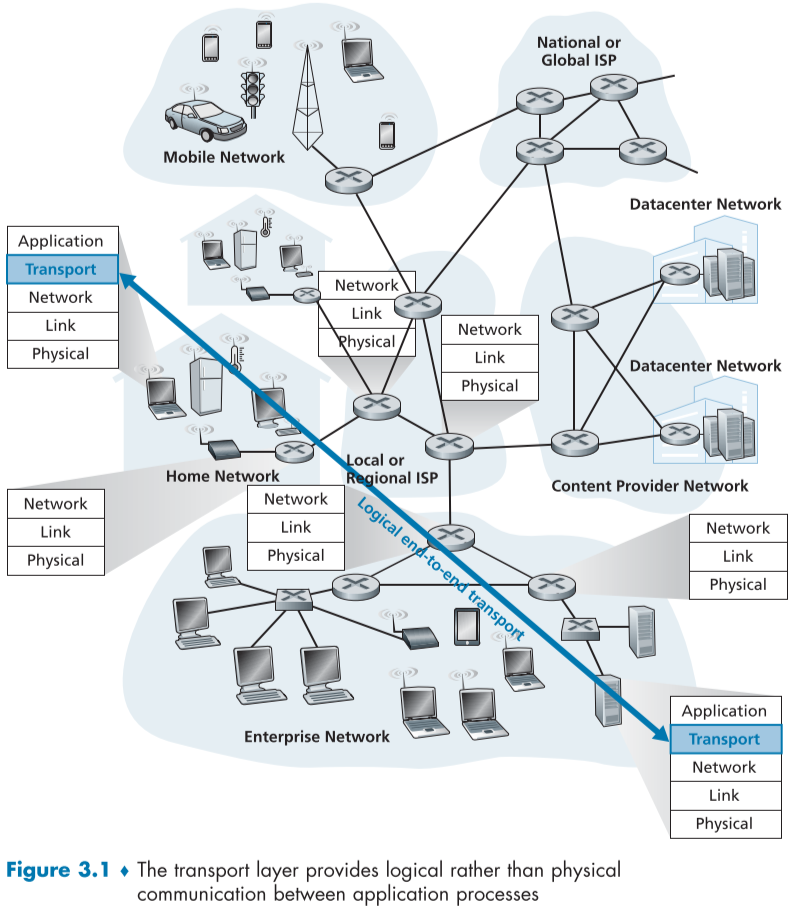 National or
Global ISP
Mobile Network
Datacenter Network
Application
Transport
Network
Link
Physical
Network
Link
Physical
Network
Link
Physical
Datacenter Network
Home Network
Local or
Regional ISP
Content Provider Network
Network
Link
Physical
Network
Link
Physical
Logical end-to-end transport
Network
Link
Physical
Enterprise Network
Application
Transport
Network
Link
Physical
Figure 3.1 ♦ The transport layer provides logical rather than physical
communication between application processes